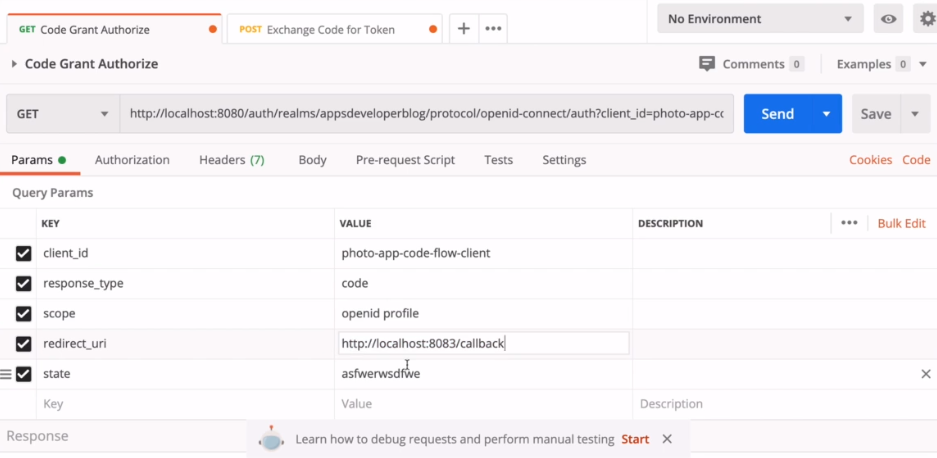 GET Code Grant Authorize
POST Exchange Code for Token
No Environment
Code Grant Authorize
Comments 0
Examples 0
GET
http://localhost:8080/auth/realms/appsdeveloperblog/protocol/openid-connect/auth?client_id=photo-app-cc
Send
Save
Params
Authorization
Headers (7)
Body
Pre-request Script
Tests
Settings
Cookies
Code
Query Params
KEY
VALUE
DESCRIPTION
Bulk Edit
client_id
photo-app-code-flow-client
response_type
code
scope
openid profile
redirect_uri
http://localhost:8083/callback
state
asfwerwsdfwe
Key
Value
Description
Response
Learn how to debug requests and perform manual testing
Start